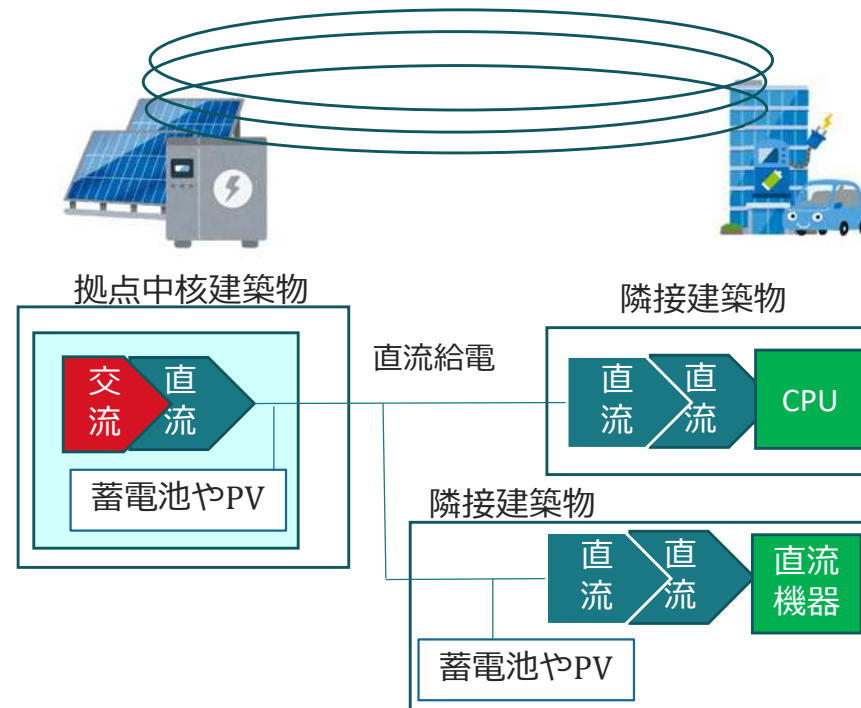 拠点中核建築物
隣接建築物
直流給電
交流
直流
直流
直流
CPU
蓄電池やPV
隣接建築物
直流
直流
直流
機器
蓄電池やPV